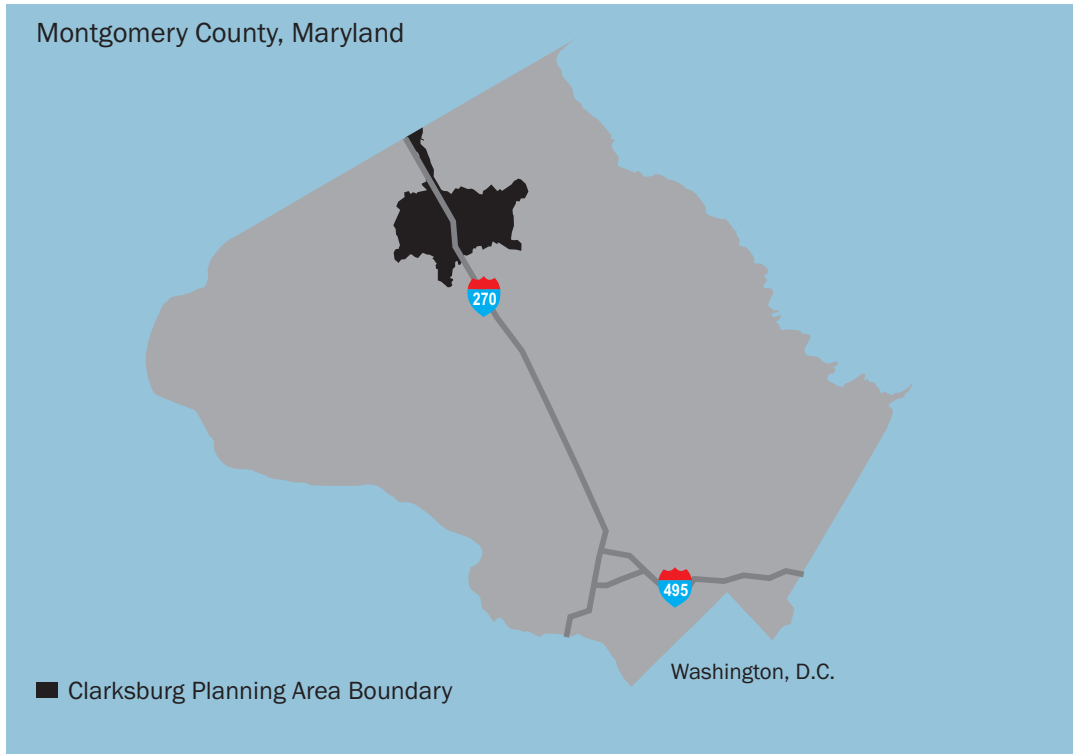 Montgomery County, Maryland
270
495
Washington, D.C.
Clarksburg Planning Area Boundary